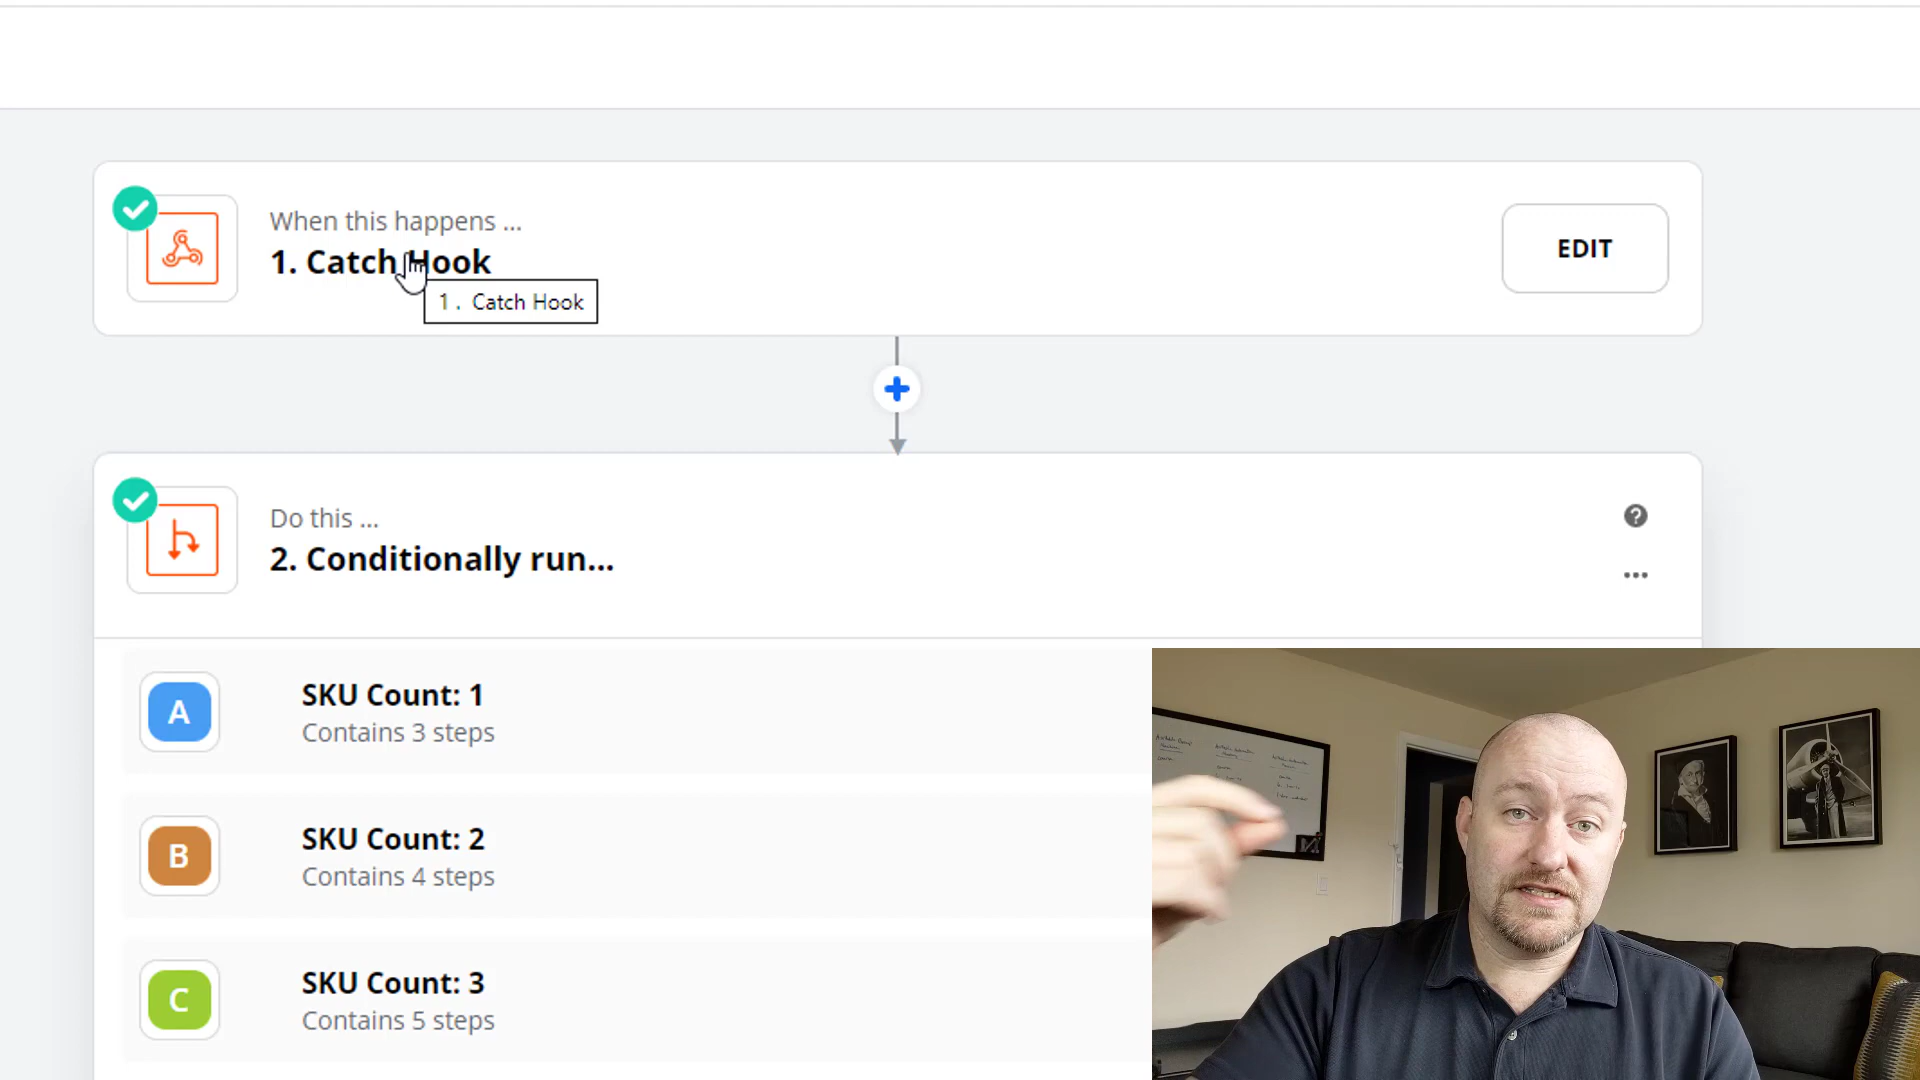 When this happens ...
1. Catch Hook
1. Catch Hook
EDIT
Do this ...
2. Conditionally run...
A
SKU Count: 1
Contains 3 steps
B
SKU Count: 2
Contains 4 steps
C
SKU Count: 3
Contains 5 steps